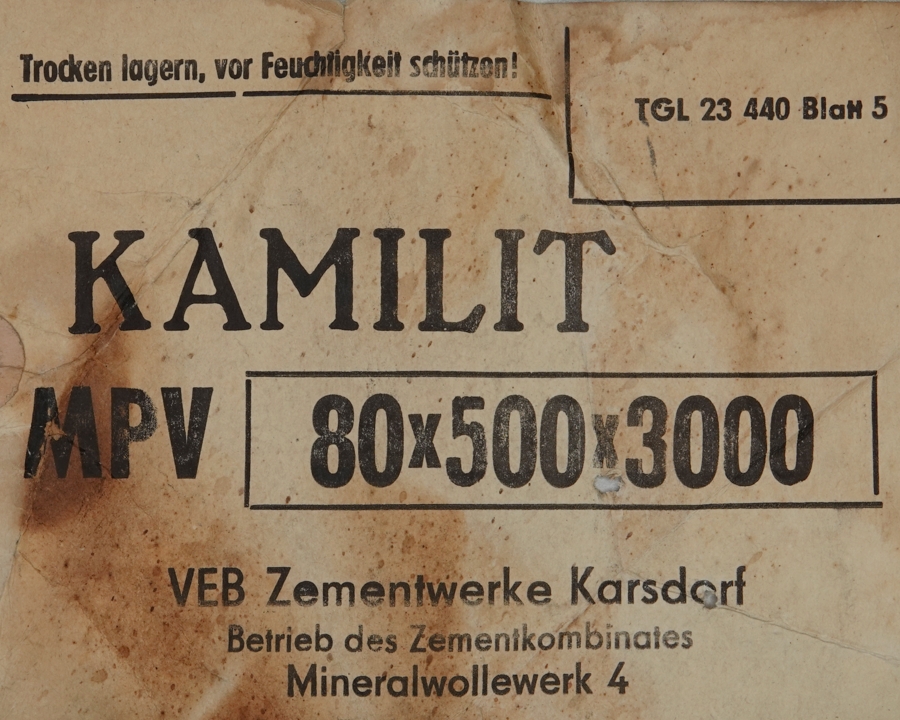 Trocken lagern, vor Feuchtigkeit schützen!
TGL 23 440 Blatt 5
KAMILIT
MPV 80x500x3000
VEB Zementwerke Karsdorf
Betrieb des Zementkombinates
Mineralwollewerk 4